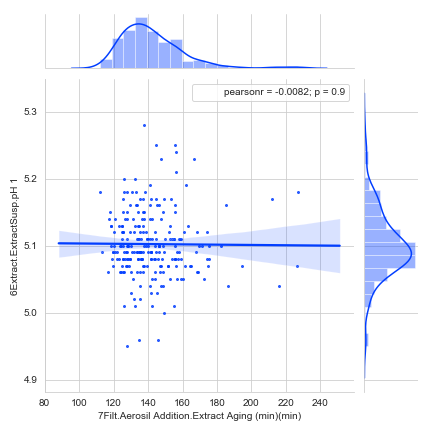 pearsonr = -0.0082; p = 0.9
5.3
5.2
5.1
5.0
4.9
6Extract.ExtractSusp.pH 1
80 100 120 140 160 180 200 220 240
7Filt.Aerosil Addition.Extract Aging (min)(min)